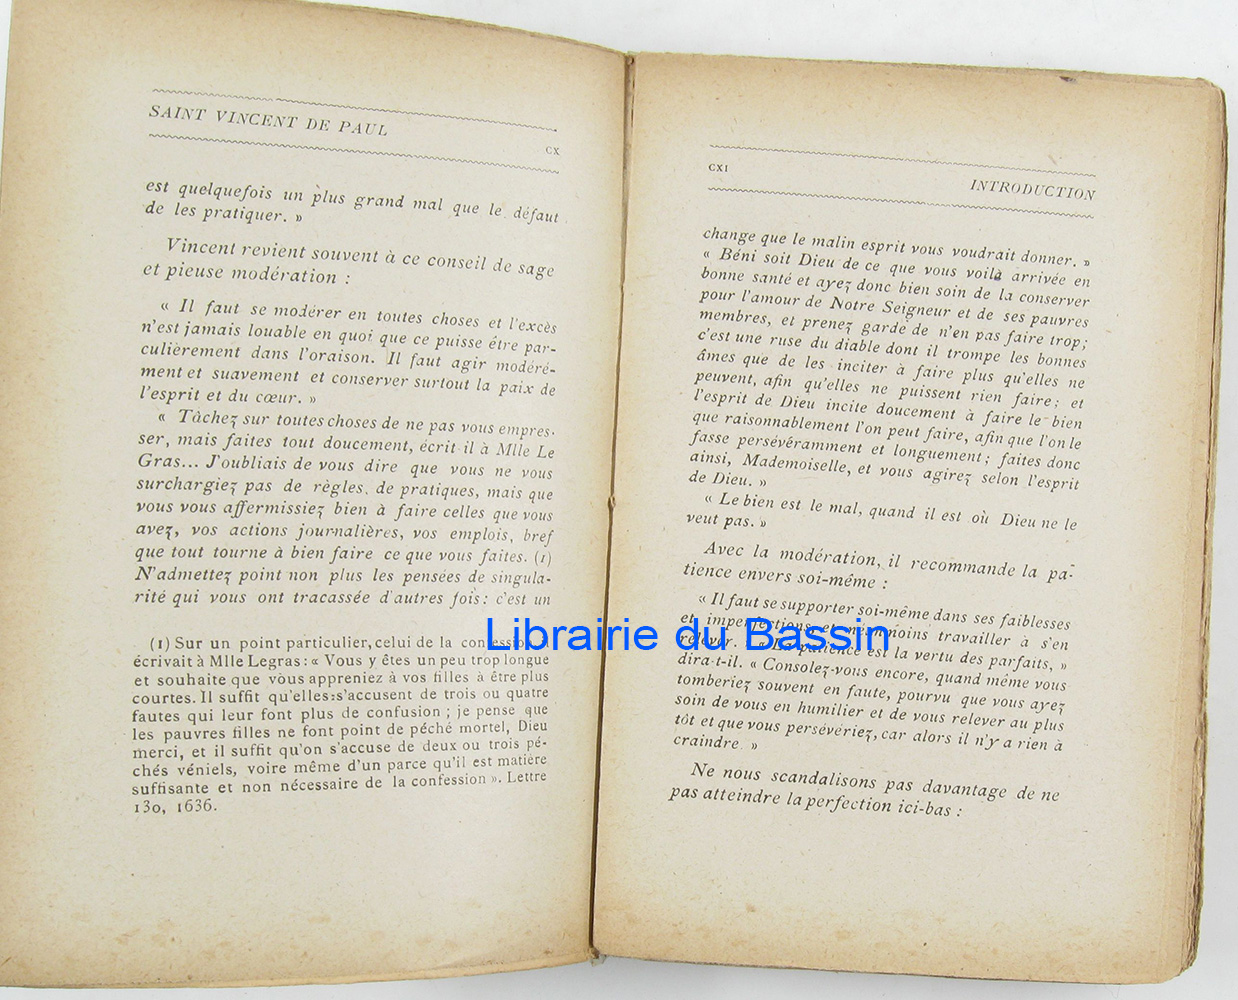 SAINT VINCENT DE PAUL
CX
est quelquefois un plus grand mal que le défaut
de les pratiquer. »
Vincent revient souvent à ce conseil de sage
et pieuse modération :
« Il faut se modérer en toutes choses et l'excès
n'est jamais louable en quoi que ce puisse être par-
culièrement dans l'oraison. Il faut agir modéré-
ment et suavement et conserver surtout la paix de
l'esprit et du cœur. »
« Tâchez sur toutes choses de ne pas vous empres-
ser, mais faites tout doucement, écrit il à Mlle Le
Gras... J'oubliais de vous dire que vous ne vous
surchargiez pas de règles. de pratiques, mais que
vous vous affermissiez bien à faire celles que vous
avez, vos actions journalières, vos emplois, bref
que tout tourne à bien faire ce que vous faites. (1)
N'admettez point non plus les pensées de singula-
rité qui vous ont tracassée d'autres fois : c'est un
(1) Sur un point particulier, celui de la confession
écrivait à Mlle Legras : « Vous y êtes un peu trop longue
et souhaite que vous appreniez à vos filles à être plus
courtes. Il suffit qu'elles s'accusent de trois ou quatre
fautes qui leur font plus de confusion ; je pense que
les pauvres filles ne font point de péché mortel, Dieu
merci, et il suffit qu'on s'accuse de deux ou trois pé-
chés véniels, voire même d'un parce qu'il est matière
suffisante et non nécessaire de la confession ». Lettre
130, 1636.
CXI
INTRODUCTION
change que le malin esprit vous voudrait donner. »
« Béni soit Dieu de ce que vous voilà arrivée en
bonne santé et ayez donc bien soin de la conserver
pour l'amour de Notre Seigneur et de ses pauvres
membres, et prenez garde de n'en pas faire trop;
c'est une ruse du diable dont il trompe les bonnes
âmes que de les inciter à faire plus qu'elles ne
peuvent, afin qu'elles ne puissent rien faire; et
l'esprit de Dieu incite doucement à faire le bien
que raisonnablement l'on peut faire, afin que l'on le
fasse persévéramment et longuement; faites donc
ainsi, Mademoiselle, et vous agirez selon l'esprit
de Dieu. »
« Le bien est le mal, quand il est où Dieu ne le
veut pas. »
Avec la modération, il recommande la pa-
tience envers soi-même :
« Il faut se supporter soi-même dans ses faiblesses
et imperfections et néanmoins travailler à s'en
relever. » « La patience est la vertu des parfaits, »
dira-t-il. « Consolez-vous encore, quand même vous
tomberiez souvent en faute, pourvu que vous ayez
soin de vous en humilier et de vous relever au plus
tôt et que vous persévériez, car alors il n'y a rien à
craindre. »
Ne nous scandalisons pas davantage de ne
pas atteindre la perfection ici-bas :
Librairie du Bassin